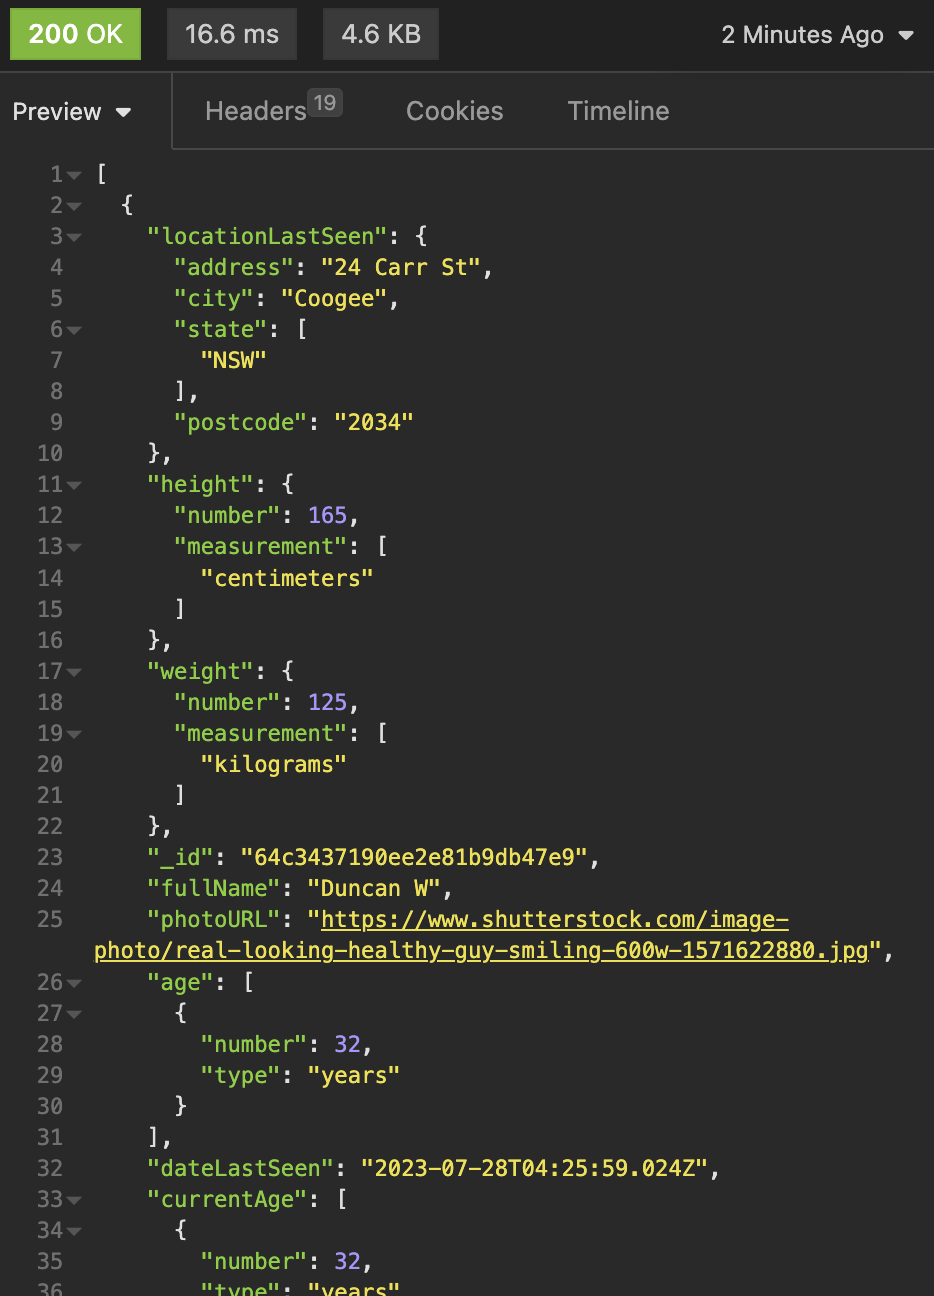 200 OK 16.6 ms 4.6 KB 2 Minutes Ago
Preview Headers 19 Cookies Timeline
1 [
2 {
3 "locationLastSeen": {
4 "address": "24 Carr St",
5 "city": "Coogee",
6 "state": [
7 "NSW"
8 ],
9 "postcode": "2034"
10 },
11 "height": {
12 "number": 165,
13 "measurement": [
14 "centimeters"
15 ]
16 },
17 "weight": {
18 "number": 125,
19 "measurement": [
20 "kilograms"
21 ]
22 },
23 "_id": "64c3437190ee2e81b9db47e9",
24 "fullName": "Duncan W",
25 "photoURL": "https://www.shutterstock.com/image-
photo/real-looking-healthy-guy-smiling-600w-1571622880.jpg",
26 "age": [
27 {
28 "number": 32,
29 "type": "years"
30 }
31 ],
32 "dateLastSeen": "2023-07-28T04:25:59.024Z",
33 "currentAge": [
34 {
35 "number": 32,
36 "type": "years"